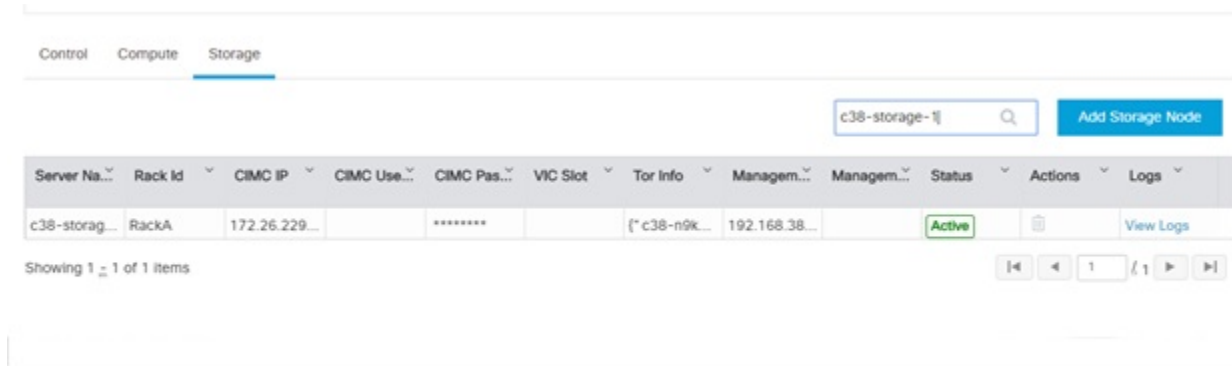 Control Compute Storage
c38-storage-1 Add Storage Node
Server Na... Rack Id CIMC IP CIMC Use... CIMC Pas... VIC Slot Tor Info Managem... Managem... Status Actions Logs
c38-storag... RackA 172.26.229... ******** {"c38-n9k... 192.168.38... Active View Logs
Showing 1 - 1 of 1 items 1 / 1